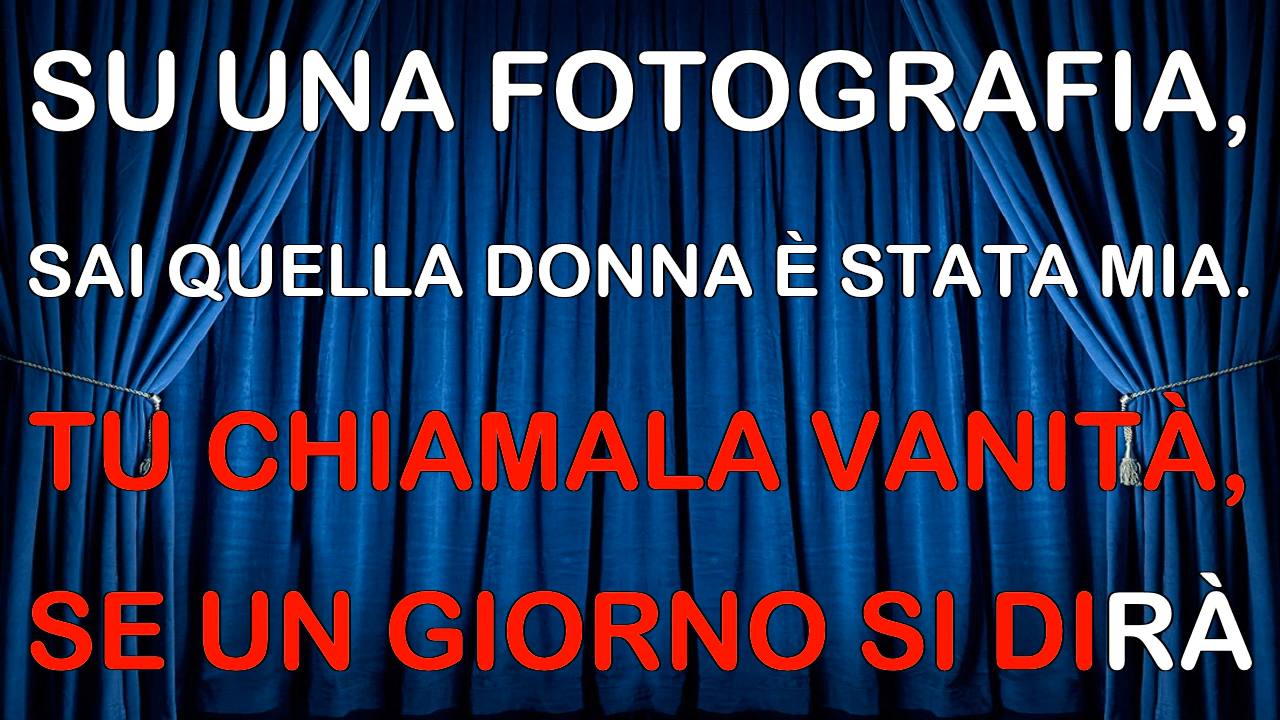 SU UNA FOTOGRAFIA,
SAI QUELLA DONNA È STATA MIA.
TU CHIAMALA VANITÀ,
SE UN GIORNO SI DIRÀ